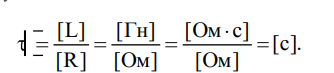 τ = [L]/[R] = [Гн]/[Ом] = [Ом·с]/[Ом] = [с].